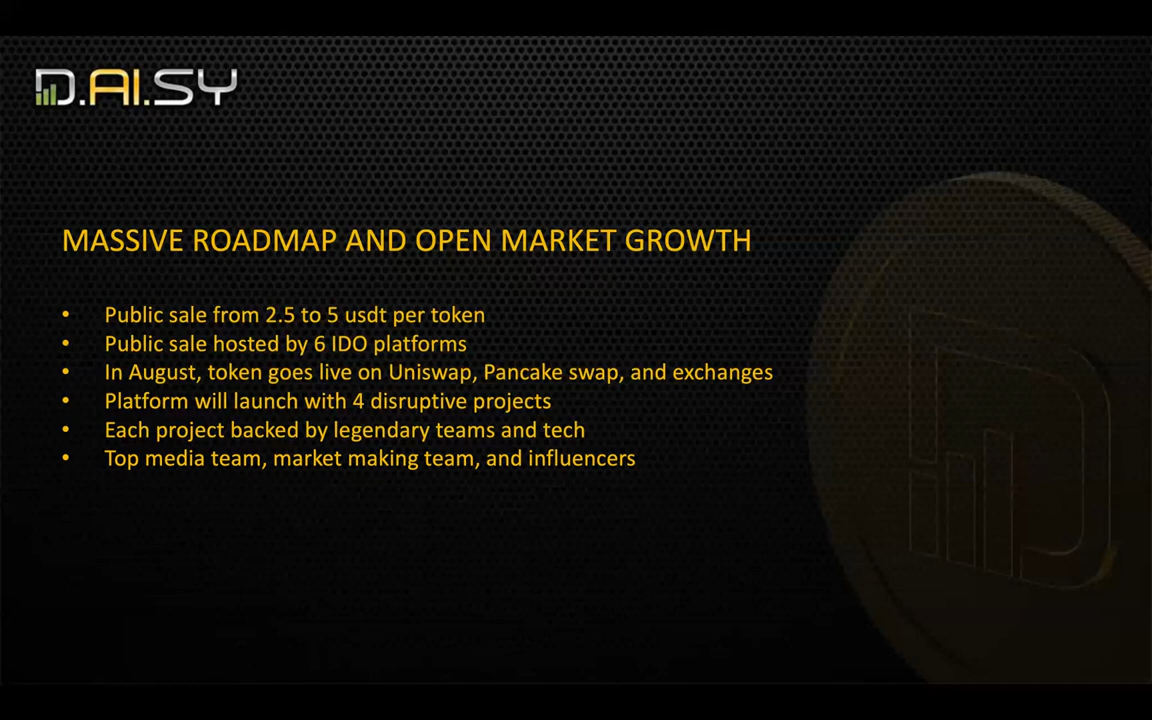 D.AI.SY
MASSIVE ROADMAP AND OPEN MARKET GROWTH
• Public sale from 2.5 to 5 usdt per token
• Public sale hosted by 6 IDO platforms
• In August, token goes live on Uniswap, Pancake swap, and exchanges
• Platform will launch with 4 disruptive projects
• Each project backed by legendary teams and tech
• Top media team, market making team, and influencers